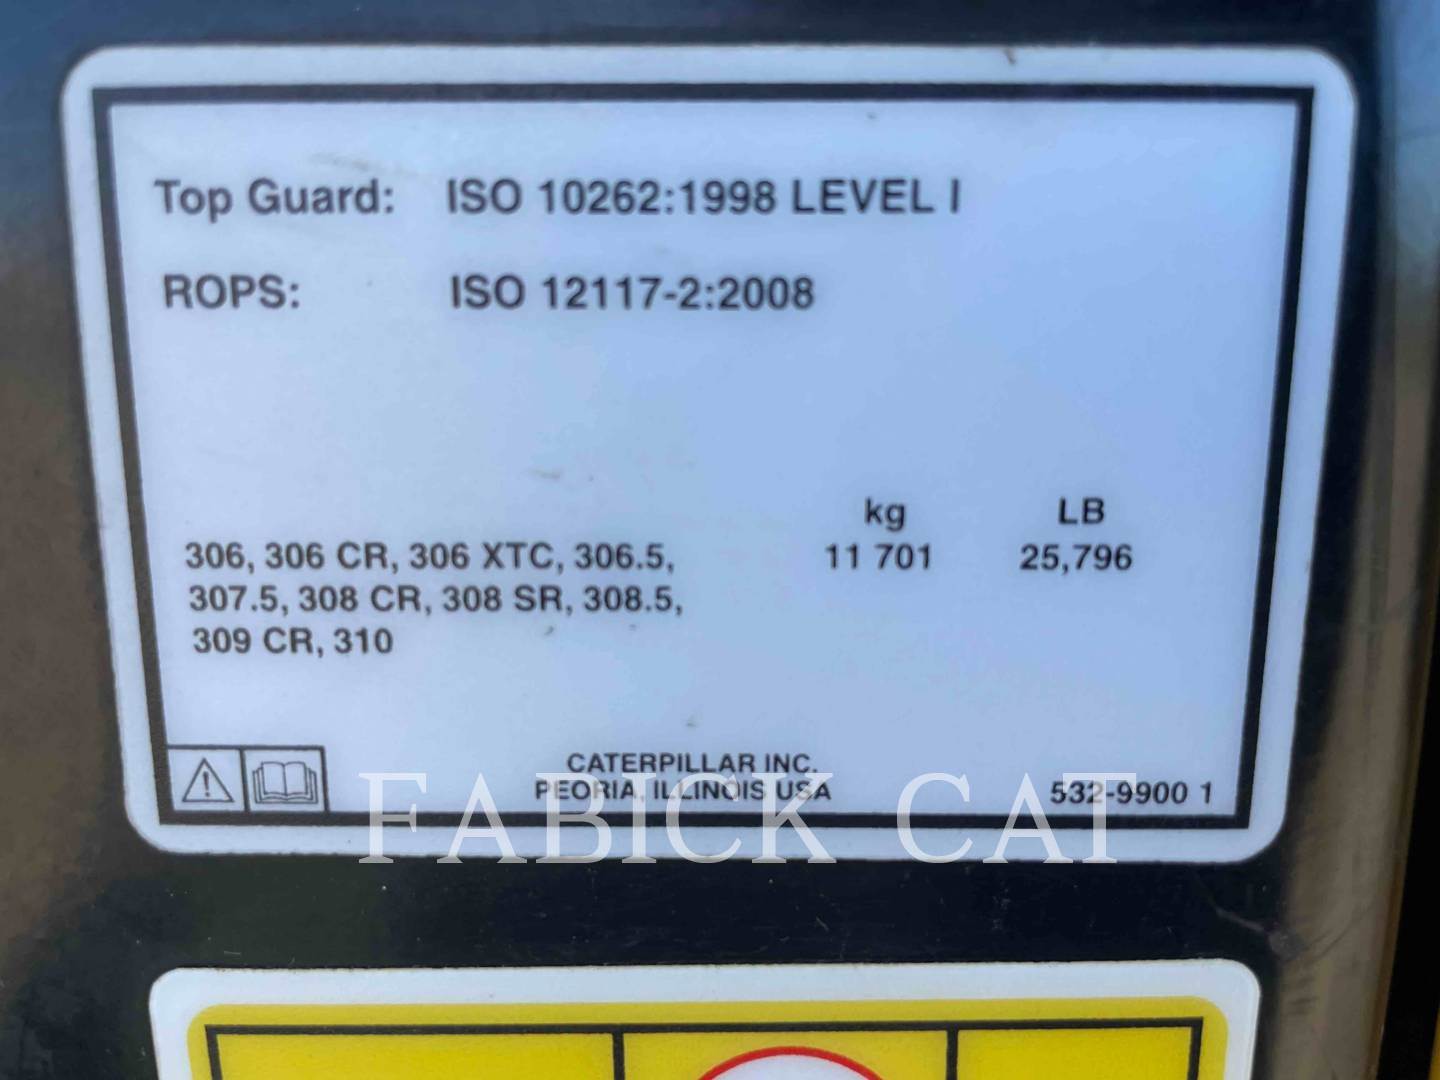 Top Guard: ISO 10262:1998 LEVEL I
ROPS: ISO 12117-2:2008
kg LB
306, 306 CR, 306 XTC, 306.5, 11 701 25,796
307.5, 308 CR, 308 SR, 308.5,
309 CR, 310
CATERPILLAR INC.
PEORIA, ILLINOIS USA 532-9900 1
FABICK CAT